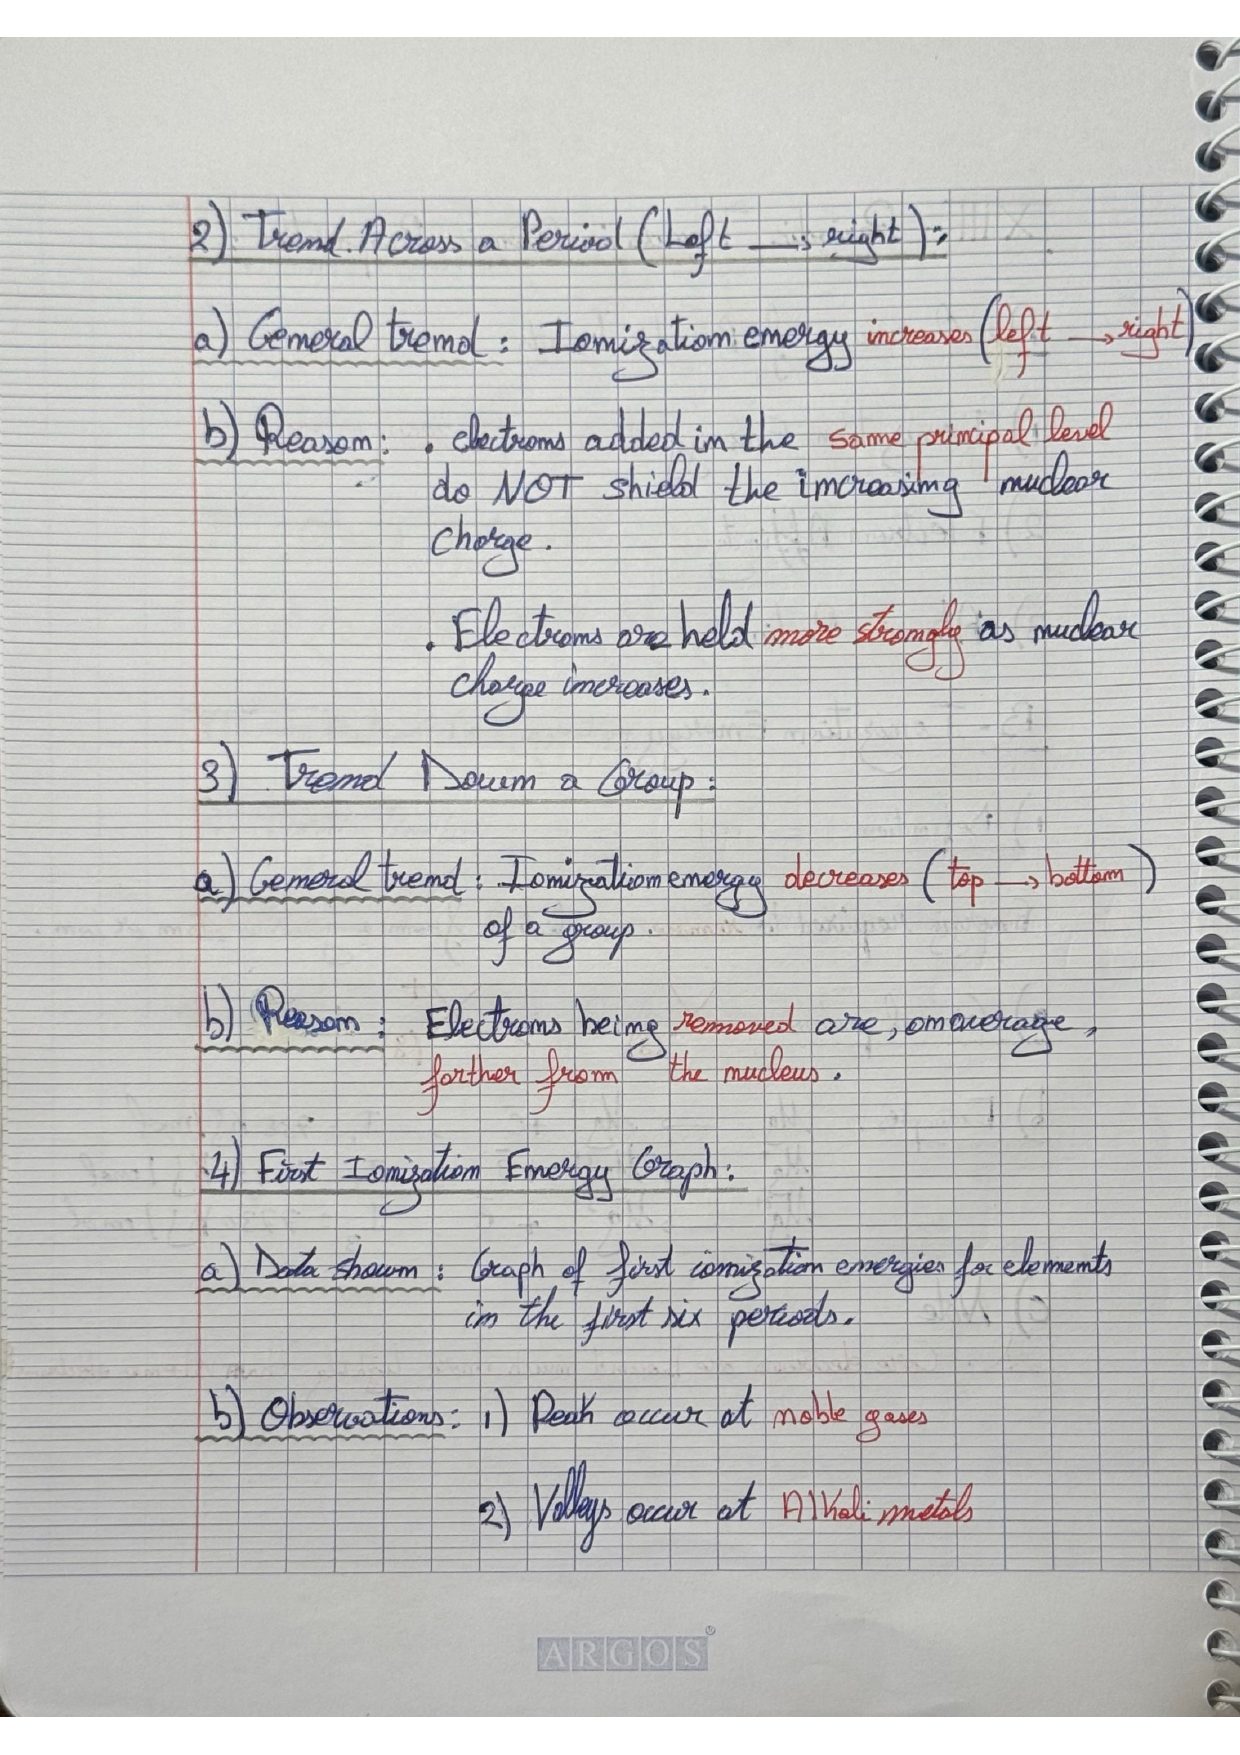 2) Trend Across a Period (Left → right):
a) General trend: Ionization energy increases (left → right)
b) Reason: . electrons added in the same principal level
do NOT shield the increasing nuclear
charge.
. Electrons are held more strongly as nuclear
charge increases.
3) Trend Down a Group:
a) General trend: Ionization energy decreases (top → bottom)
of a group.
b) Reason: Electrons being removed are, on average,
farther from the nucleus.
4) First Ionization Energy Graph:
a) Data shown: Graph of first ionization energies for elements
in the first six periods.
b) Observations: 1) Peak occur at noble gases
2) Valleys occur at Alkali metals
ARGOS®